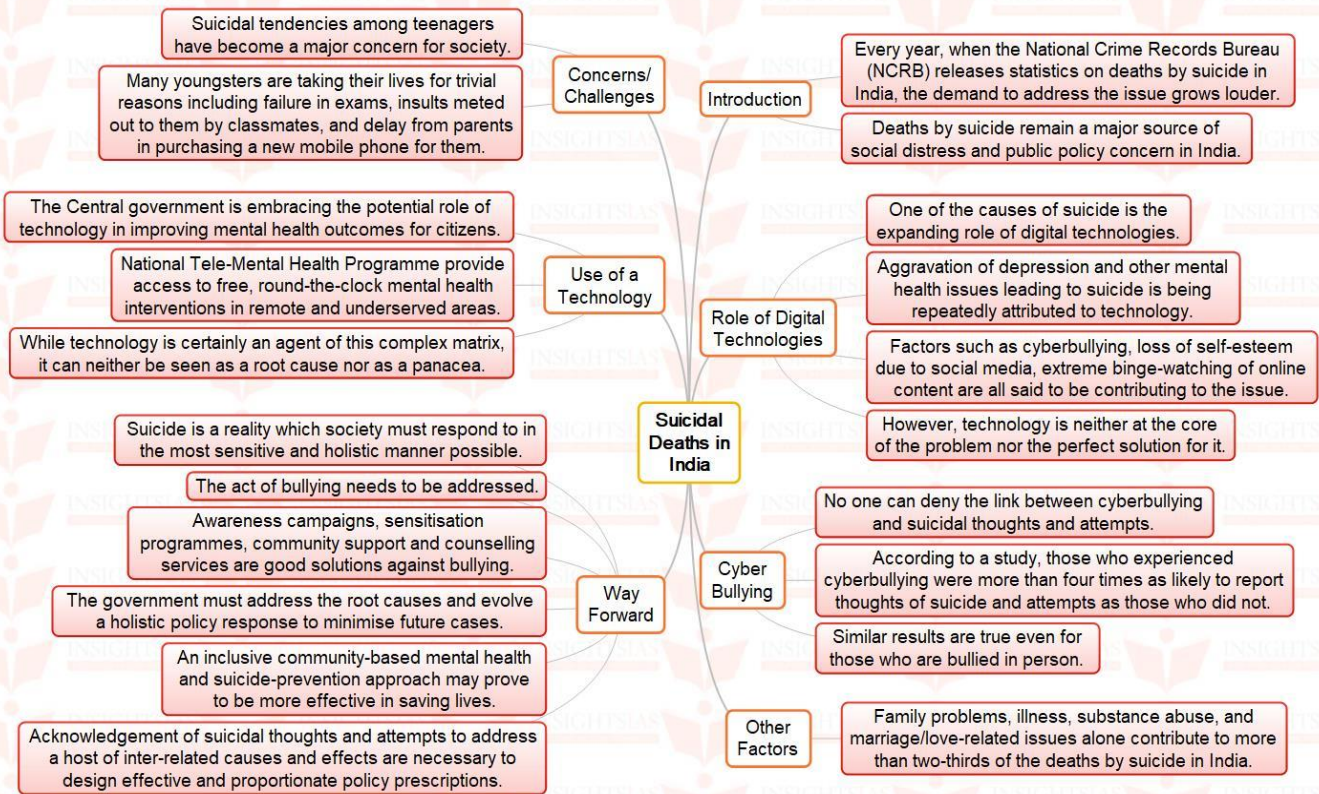 Suicidal
Deaths in
India
Introduction
Every year, when the National Crime Records Bureau
(NCRB) releases statistics on deaths by suicide in
India, the demand to address the issue grows louder.
Deaths by suicide remain a major source of
social distress and public policy concern in India.
Role of Digital
Technologies
One of the causes of suicide is the
expanding role of digital technologies.
Aggravation of depression and other mental
health issues leading to suicide is being
repeatedly attributed to technology.
Factors such as cyberbullying, loss of self-esteem
due to social media, extreme binge-watching of online
content are all said to be contributing to the issue.
However, technology is neither at the core
of the problem nor the perfect solution for it.
Cyber
Bullying
No one can deny the link between cyberbullying
and suicidal thoughts and attempts.
According to a study, those who experienced
cyberbullying were more than four times as likely to report
thoughts of suicide and attempts as those who did not.
Similar results are true even for
those who are bullied in person.
Other
Factors
Family problems, illness, substance abuse, and
marriage/love-related issues alone contribute to more
than two-thirds of the deaths by suicide in India.
Concerns/
Challenges
Suicidal tendencies among teenagers
have become a major concern for society.
Many youngsters are taking their lives for trivial
reasons including failure in exams, insults meted
out to them by classmates, and delay from parents
in purchasing a new mobile phone for them.
Use of a
Technology
The Central government is embracing the potential role of
technology in improving mental health outcomes for citizens.
National Tele-Mental Health Programme provide
access to free, round-the-clock mental health
interventions in remote and underserved areas.
While technology is certainly an agent of this complex matrix,
it can neither be seen as a root cause nor as a panacea.
Way
Forward
Suicide is a reality which society must respond to in
the most sensitive and holistic manner possible.
The act of bullying needs to be addressed.
Awareness campaigns, sensitisation
programmes, community support and counselling
services are good solutions against bullying.
The government must address the root causes and evolve
a holistic policy response to minimise future cases.
An inclusive community-based mental health
and suicide-prevention approach may prove
to be more effective in saving lives.
Acknowledgement of suicidal thoughts and attempts to address
a host of inter-related causes and effects are necessary to
design effective and proportionate policy prescriptions.
INSIGHTSIAS